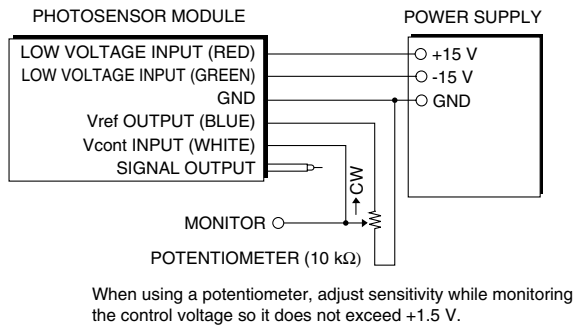 PHOTOSENSOR MODULE
POWER SUPPLY
LOW VOLTAGE INPUT (RED)
+15 V
LOW VOLTAGE INPUT (GREEN)
-15 V
GND
GND
Vref OUTPUT (BLUE)
Vcont INPUT (WHITE)
SIGNAL OUTPUT
CW
MONITOR
POTENTIOMETER (10 kΩ)
When using a potentiometer, adjust sensitivity while monitoring
the control voltage so it does not exceed +1.5 V.